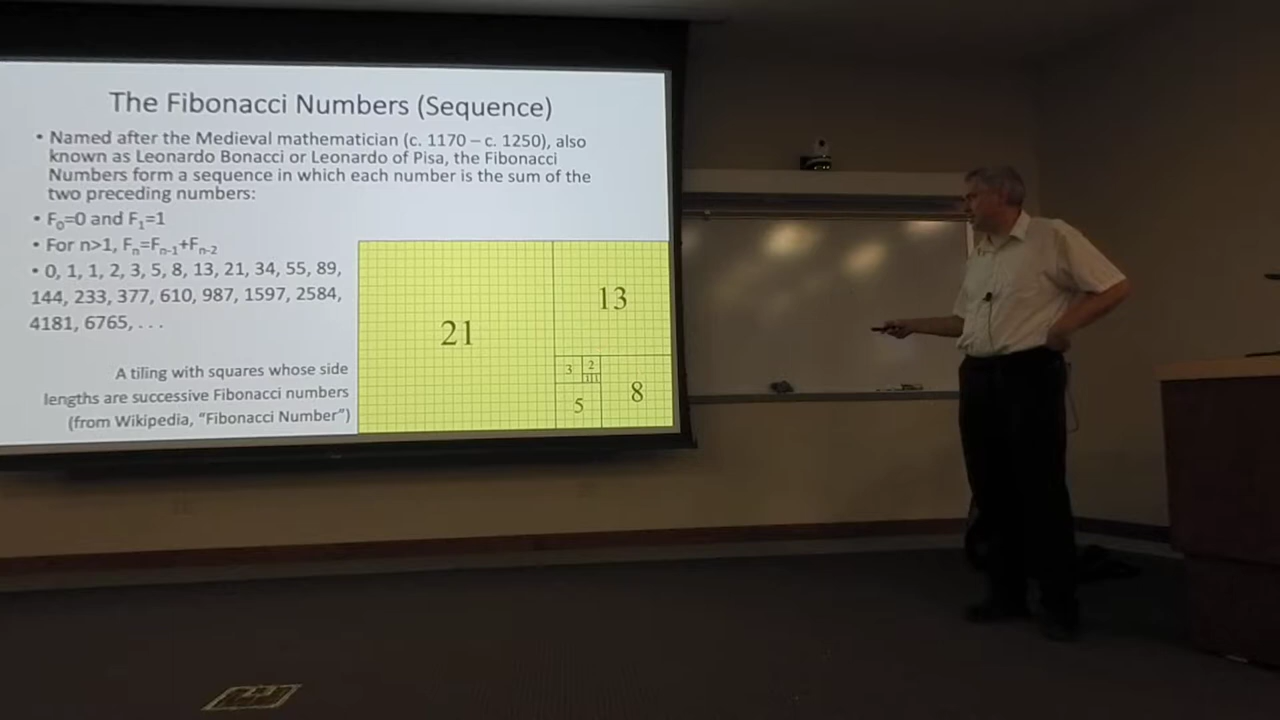 The Fibonacci Numbers (Sequence)
• Named after the Medieval mathematician (c. 1170 – c. 1250), also
known as Leonardo Bonacci or Leonardo of Pisa, the Fibonacci
Numbers form a sequence in which each number is the sum of the
two preceding numbers:
• F₀=0 and F₁=1
• For n>1, Fₙ=Fₙ₋₁+Fₙ₋₂
• 0, 1, 1, 2, 3, 5, 8, 13, 21, 34, 55, 89,
144, 233, 377, 610, 987, 1597, 2584,
4181, 6765, . . .
A tiling with squares whose side
lengths are successive Fibonacci numbers
(from Wikipedia, “Fibonacci Number”)
21
13
3
2
1 1
5
8